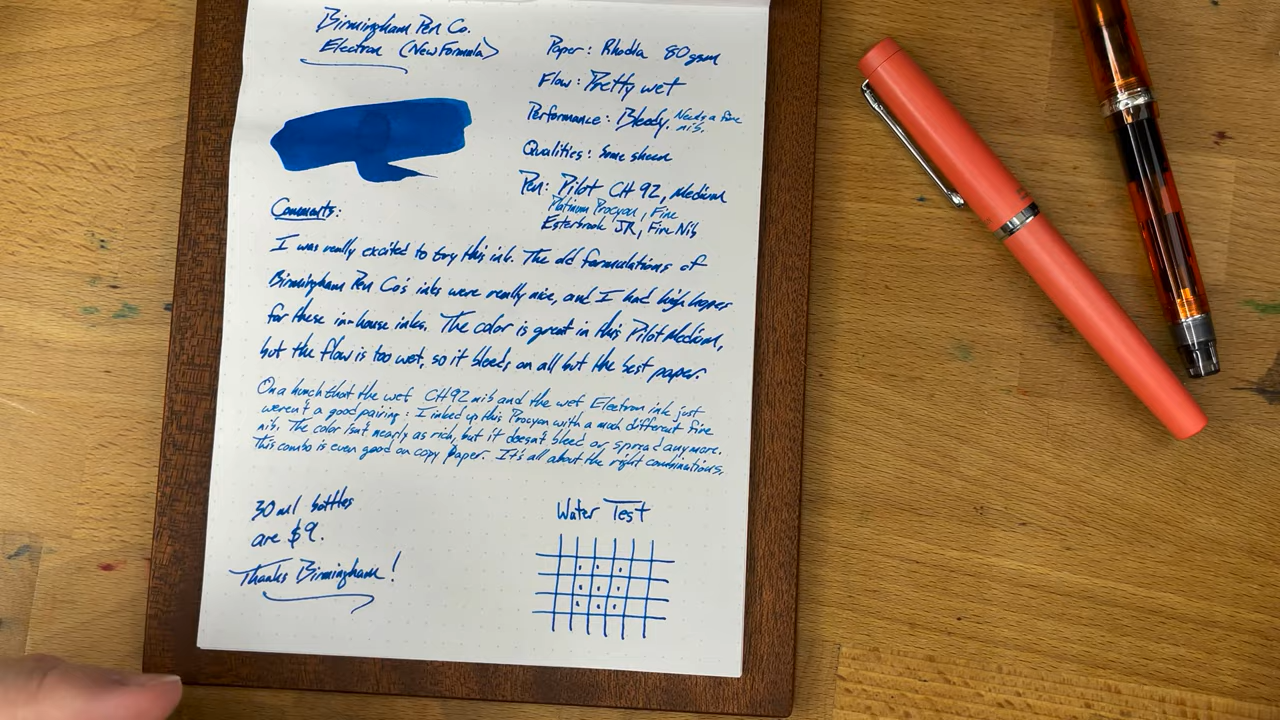 Birmingham Pen Co.
Electron (New Formula)
Paper: Rhodia 80gsm
Flow: Pretty wet
Performance: Bleedy. Needs a fine
nib.
Qualities: Some sheen
Pen: Pilot CH 92, Medium
Platinum Procyon, Fine
Esterbrook JR, Fine Nib
Comments:
I was really excited to try this ink. The old formulations of
Birmingham Pen Co's inks were really nice, and I had high hopes
for these in-house inks. The color is great in this Pilot Medium,
but the flow is too wet, so it bleeds on all but the best paper.
On a hunch that the wet CH92 nib and the wet Electron ink just
weren't a good pairing: I inked up this Procyon with a much different fine
nib. The color isn't nearly as rich, but it doesn't bleed or spread anymore.
This combo is even good on copy paper. It's all about the right combinations.
30 ml bottles
are $9.
Thanks Birmingham!
Water Test